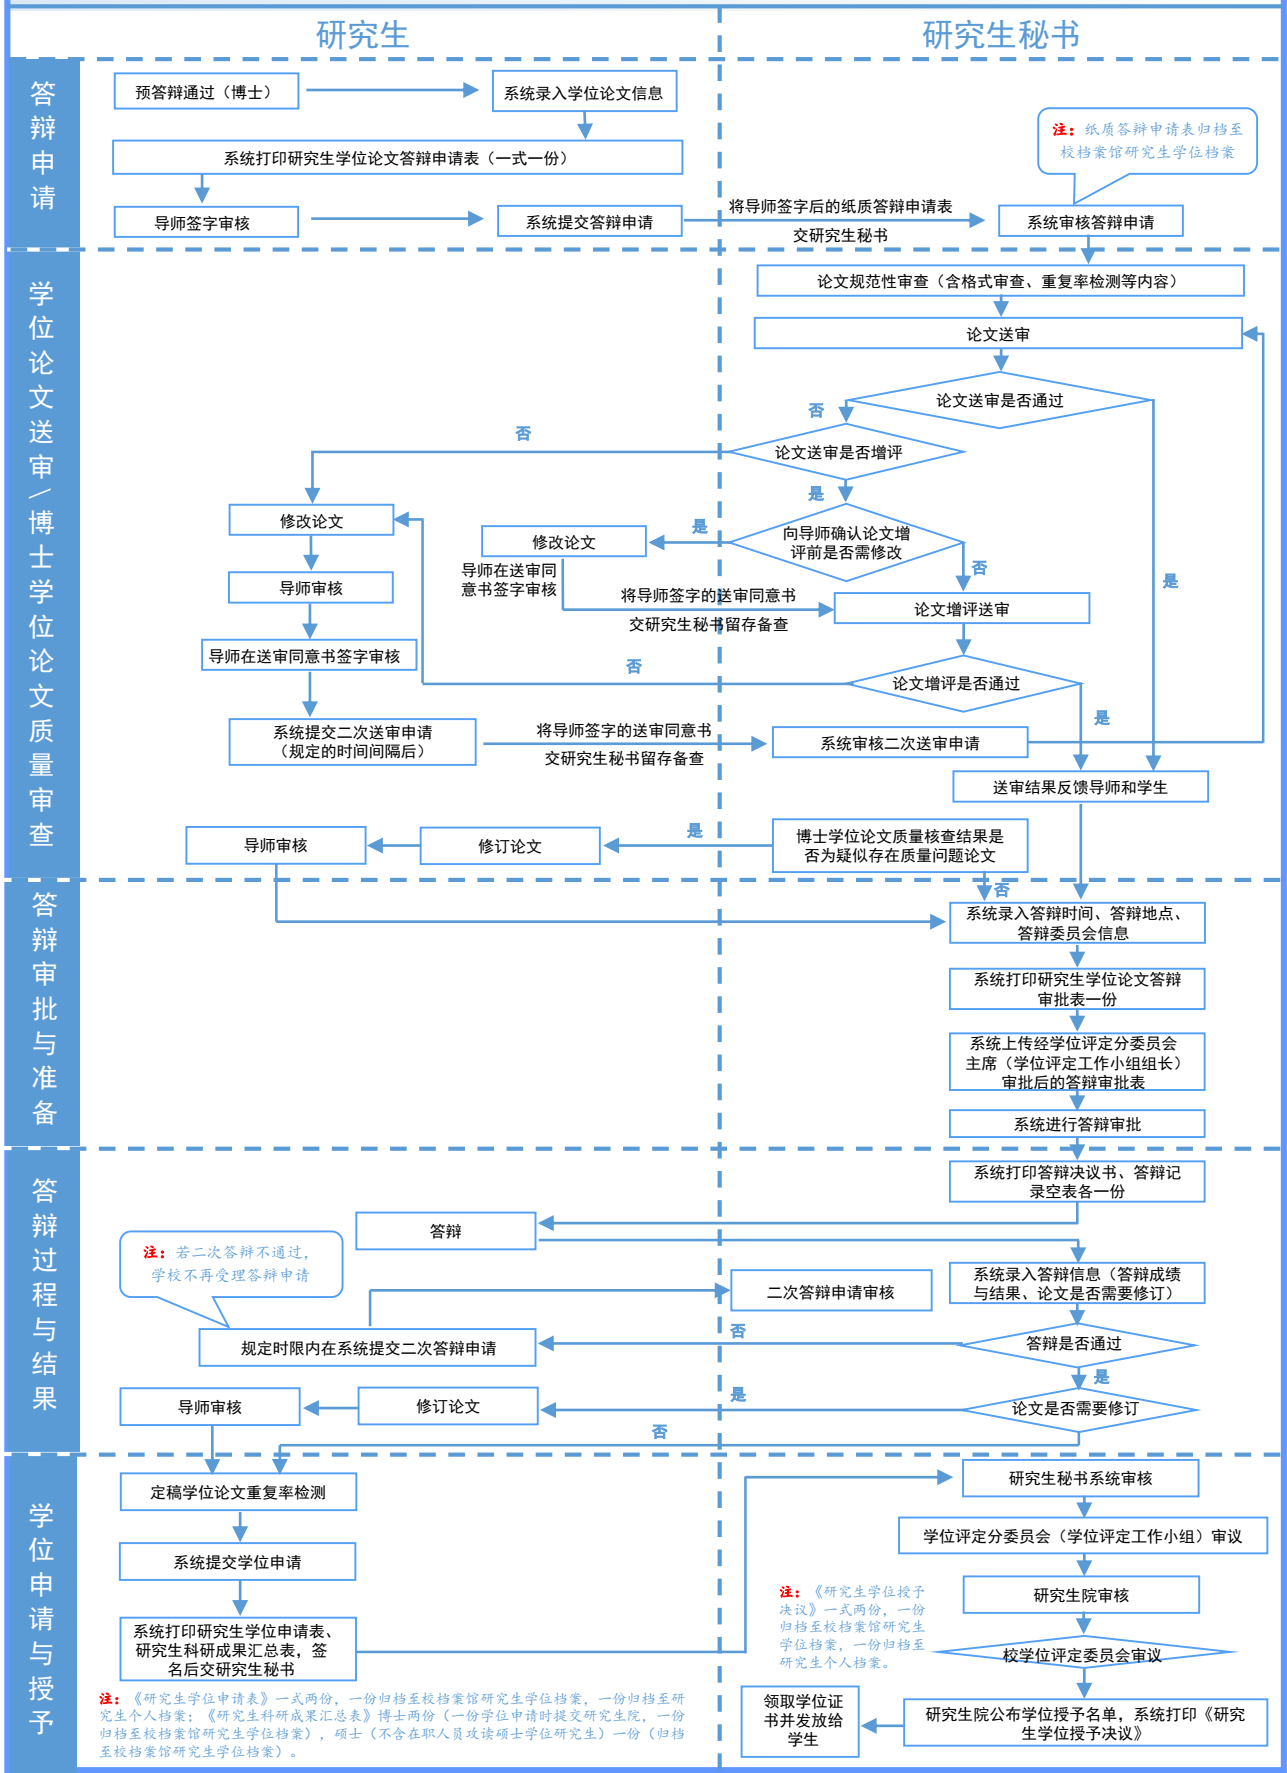 研究生
研究生秘书
答辩申请
预答辩通过（博士）
系统录入学位论文信息
系统打印研究生学位论文答辩申请表（一式一份）
导师签字审核
系统提交答辩申请
将导师签字后的纸质答辩申请表
交研究生秘书
注：纸质答辩申请表归档至
校档案馆研究生学位档案
系统审核答辩申请
学位论文送审/博士学位论文质量审查
论文规范性审查（含格式审查、重复率检测等内容）
论文送审
论文送审是否通过
否
论文送审是否增评
否
是
向导师确认论文增
评前是否需修改
是
否
是
修改论文
修改论文
导师在送审同
意书签字审核
将导师签字的送审同意书
交研究生秘书留存备查
论文增评送审
导师审核
导师在送审同意书签字审核
否
论文增评是否通过
是
系统提交二次送审申请
（规定的时间间隔后）
将导师签字的送审同意书
交研究生秘书留存备查
系统审核二次送审申请
送审结果反馈导师和学生
导师审核
修订论文
是
博士学位论文质量核查结果是
否为疑似存在质量问题论文
否
答辩审批与准备
系统录入答辩时间、答辩地点、
答辩委员会信息
系统打印研究生学位论文答辩
审批表一份
系统上传经学位评定分委员会
主席（学位评定工作小组组长）
审批后的答辩审批表
系统进行答辩审批
答辩过程与结果
系统打印答辩决议书、答辩记
录空表各一份
答辩
注：若二次答辩不通过，
学校不再受理答辩申请
系统录入答辩信息（答辩成绩
与结果、论文是否需要修订）
二次答辩申请审核
规定时限内在系统提交二次答辩申请
否
答辩是否通过
是
导师审核
修订论文
是
论文是否需要修订
否
学位申请与授予
定稿学位论文重复率检测
系统提交学位申请
系统打印研究生学位申请表、
研究生科研成果汇总表，签
名后交研究生秘书
注：《研究生学位申请表》一式两份，一份归档至校档案馆研究生学位档案，一份归档至研
究生个人档案；《研究生科研成果汇总表》博士两份（一份学位申请时提交研究生院，一份
归档至校档案馆研究生学位档案），硕士（不含在职人员攻读硕士学位研究生）一份（归档
至校档案馆研究生学位档案）。
研究生秘书系统审核
学位评定分委员会（学位评定工作小组）审议
研究生院审核
注：《研究生学位授予
决议》一式两份，一份
归档至校档案馆研究生
学位档案，一份归档至
研究生个人档案。
校学位评定委员会审议
研究生院公布学位授予名单，系统打印《研究
生学位授予决议》
领取学位证
书并发放给
学生